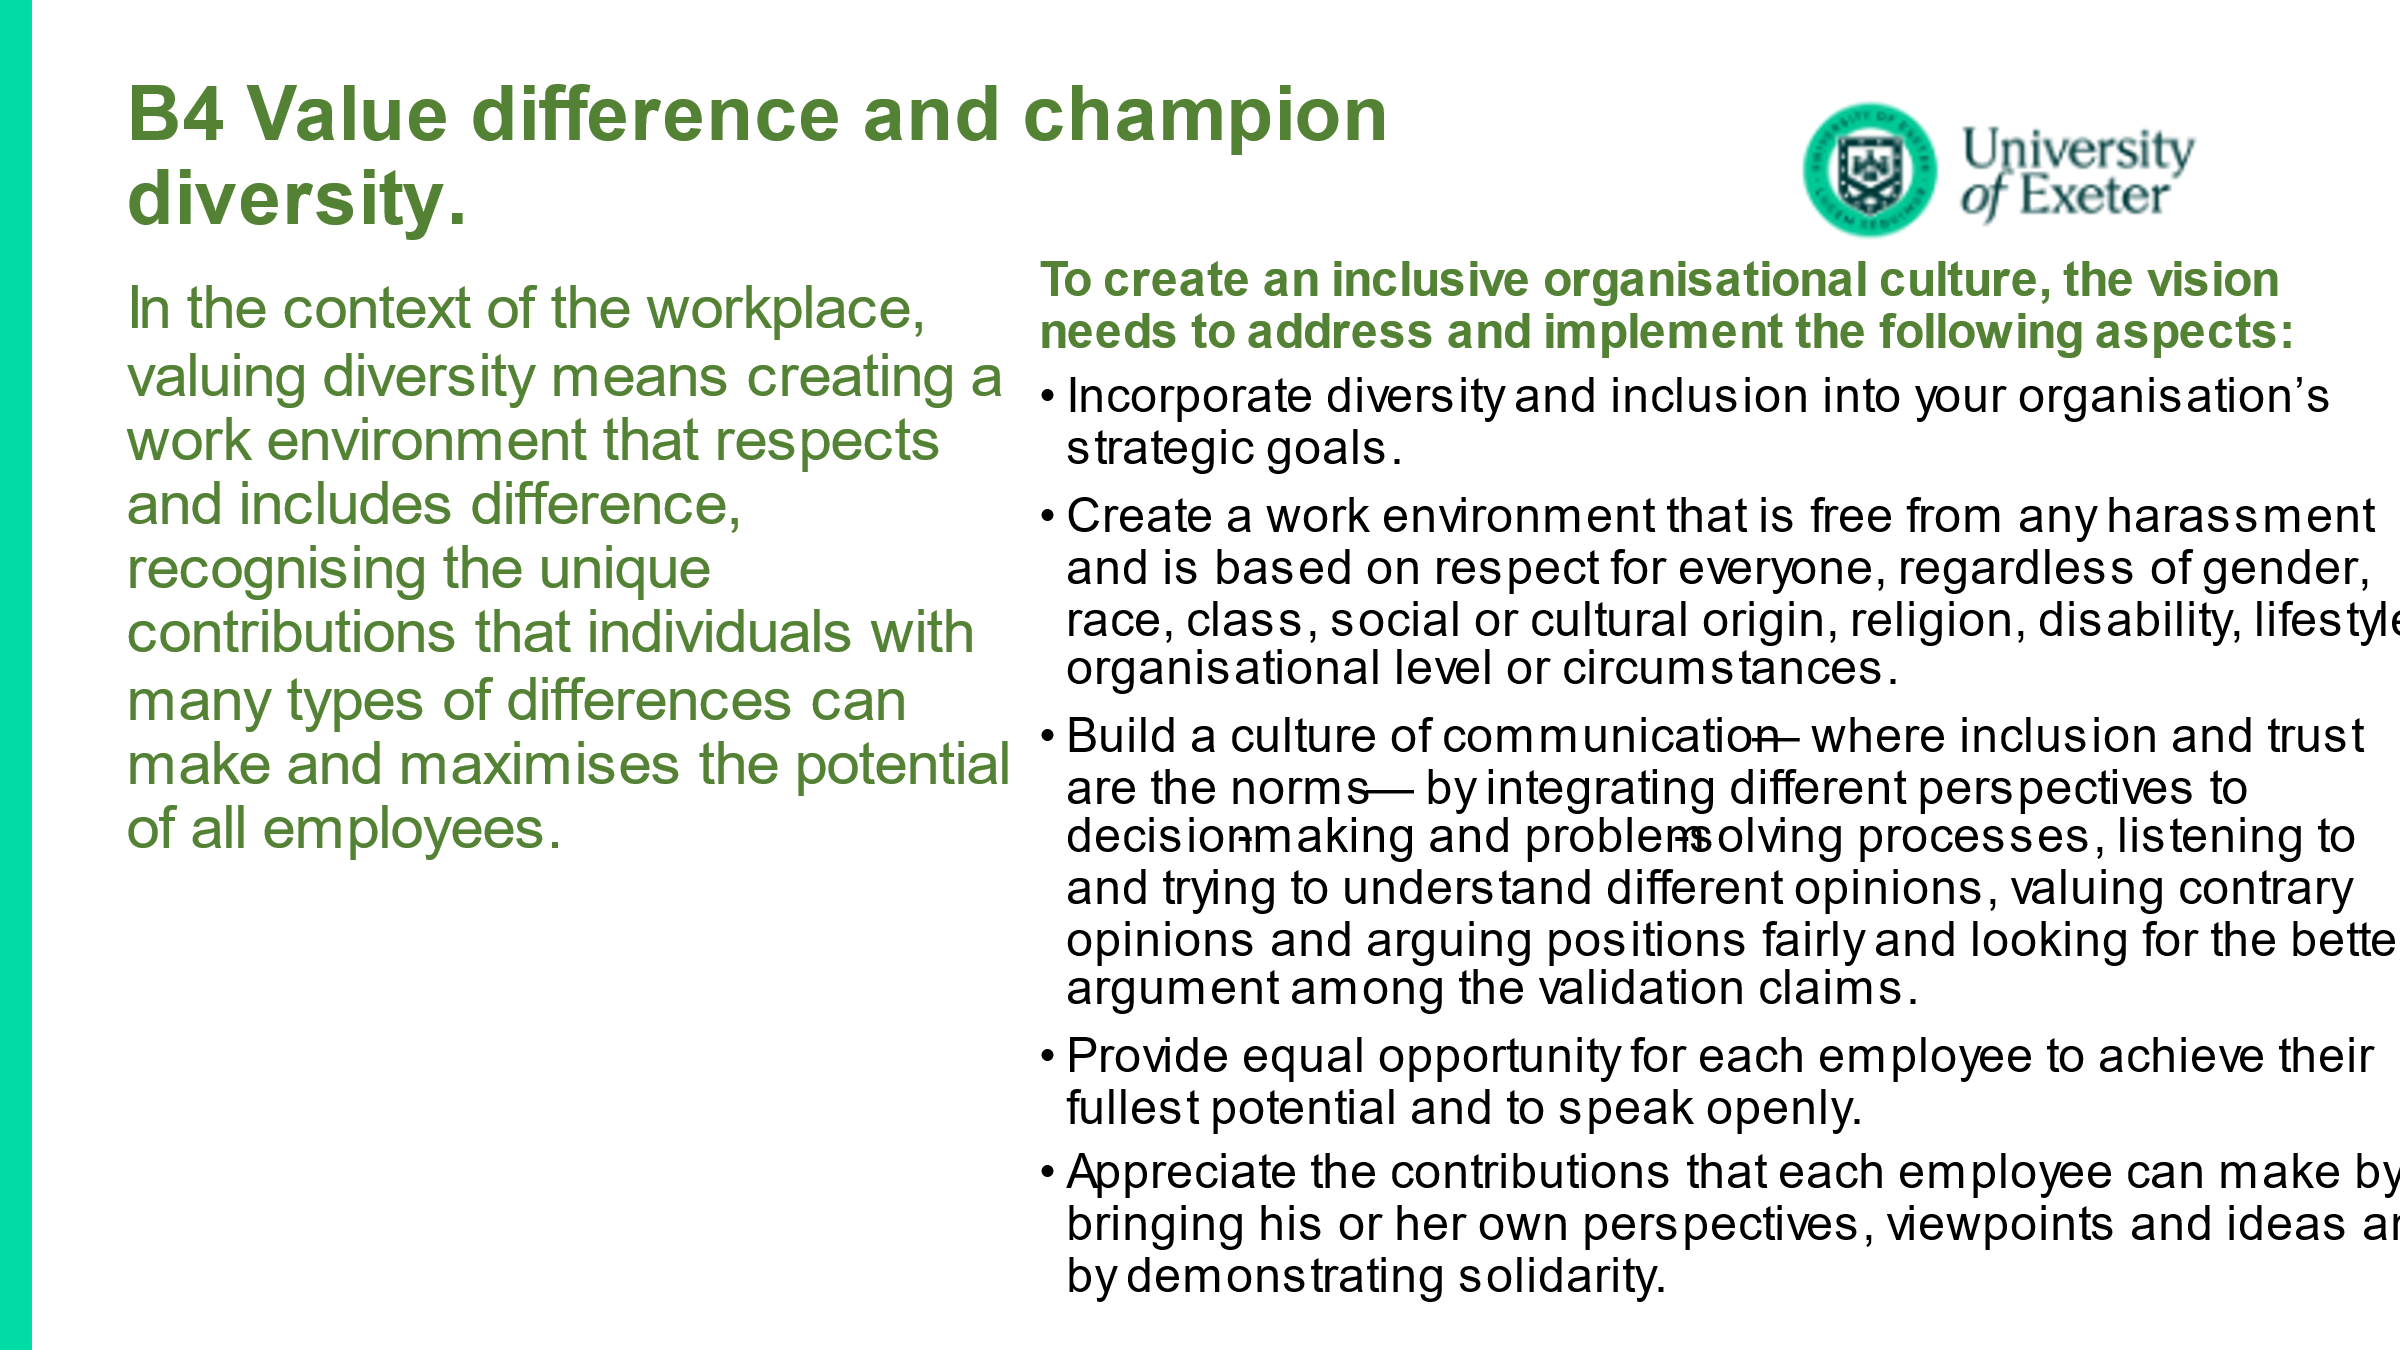 B4 Value difference and champion
diversity.
University
of Exeter
In the context of the workplace,
valuing diversity means creating a
work environment that respects
and includes difference,
recognising the unique
contributions that individuals with
many types of differences can
make and maximises the potential
of all employees.
To create an inclusive organisational culture, the vision
needs to address and implement the following aspects:
• Incorporate diversity and inclusion into your organisation’s
strategic goals.
• Create a work environment that is free from any harassment
and is based on respect for everyone, regardless of gender,
race, class, social or cultural origin, religion, disability, lifestyle
organisational level or circumstances.
• Build a culture of communication— where inclusion and trust
are the norms— by integrating different perspectives to
decision-making and problem-solving processes, listening to
and trying to understand different opinions, valuing contrary
opinions and arguing positions fairly and looking for the bette
argument among the validation claims.
• Provide equal opportunity for each employee to achieve their
fullest potential and to speak openly.
• Appreciate the contributions that each employee can make by
bringing his or her own perspectives, viewpoints and ideas an
by demonstrating solidarity.